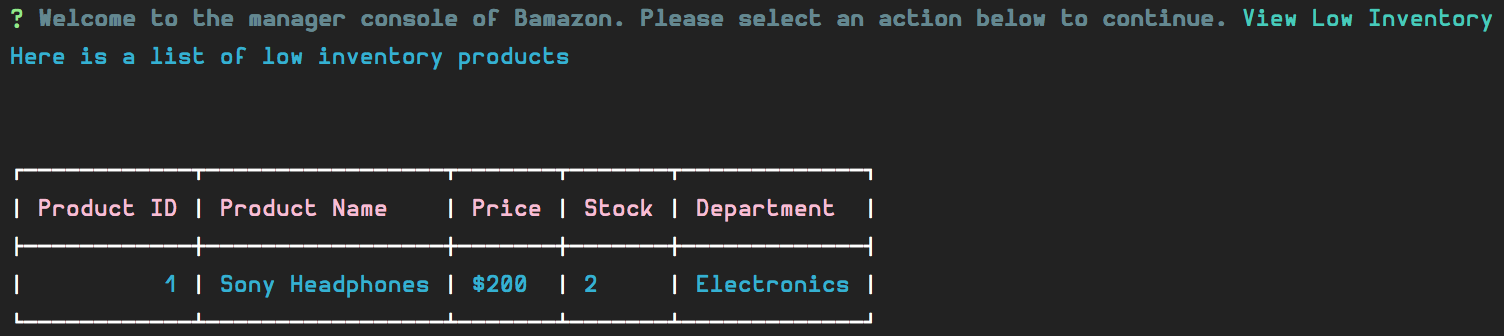 ? Welcome to the manager console of Bamazon. Please select an action below to continue. View Low Inventory
Here is a list of low inventory products
Product ID | Product Name | Price | Stock | Department
1 | Sony Headphones | $200 | 2 | Electronics